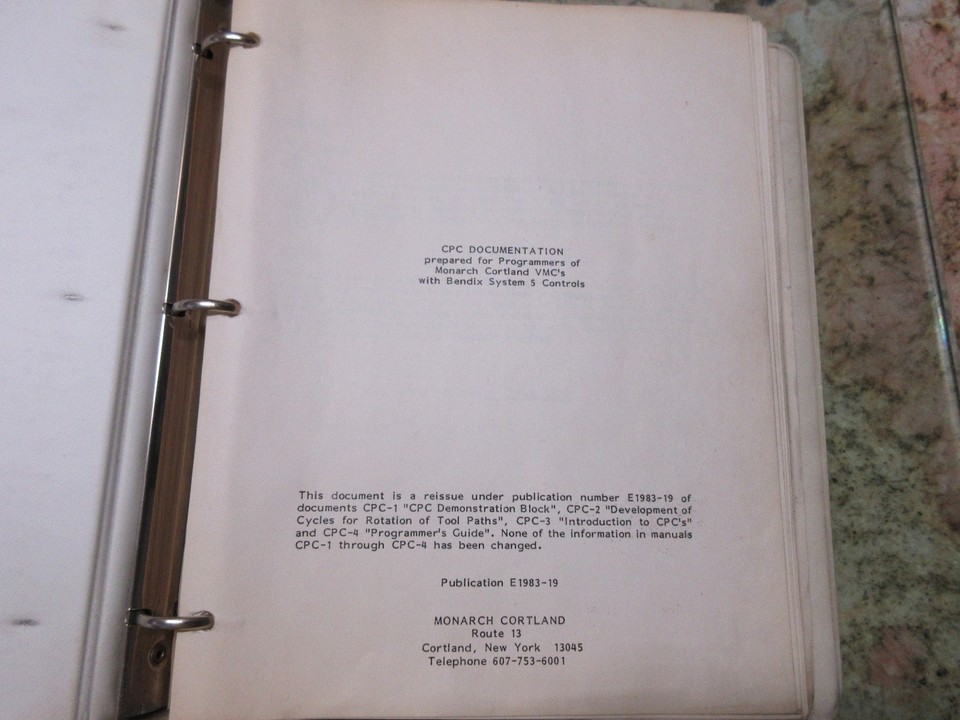 CPC DOCUMENTATION
prepared for Programmers of
Monarch Cortland VMC's
with Bendix System 5 Controls
This document is a reissue under publication number E1983-19 of
documents CPC-1 "CPC Demonstration Block", CPC-2 "Development of
Cycles for Rotation of Tool Paths", CPC-3 "Introduction to CPC's"
and CPC-4 "Programmer's Guide". None of the information in manuals
CPC-1 through CPC-4 has been changed.
Publication E1983-19
MONARCH CORTLAND
Route 13
Cortland, New York 13045
Telephone 607-753-6001